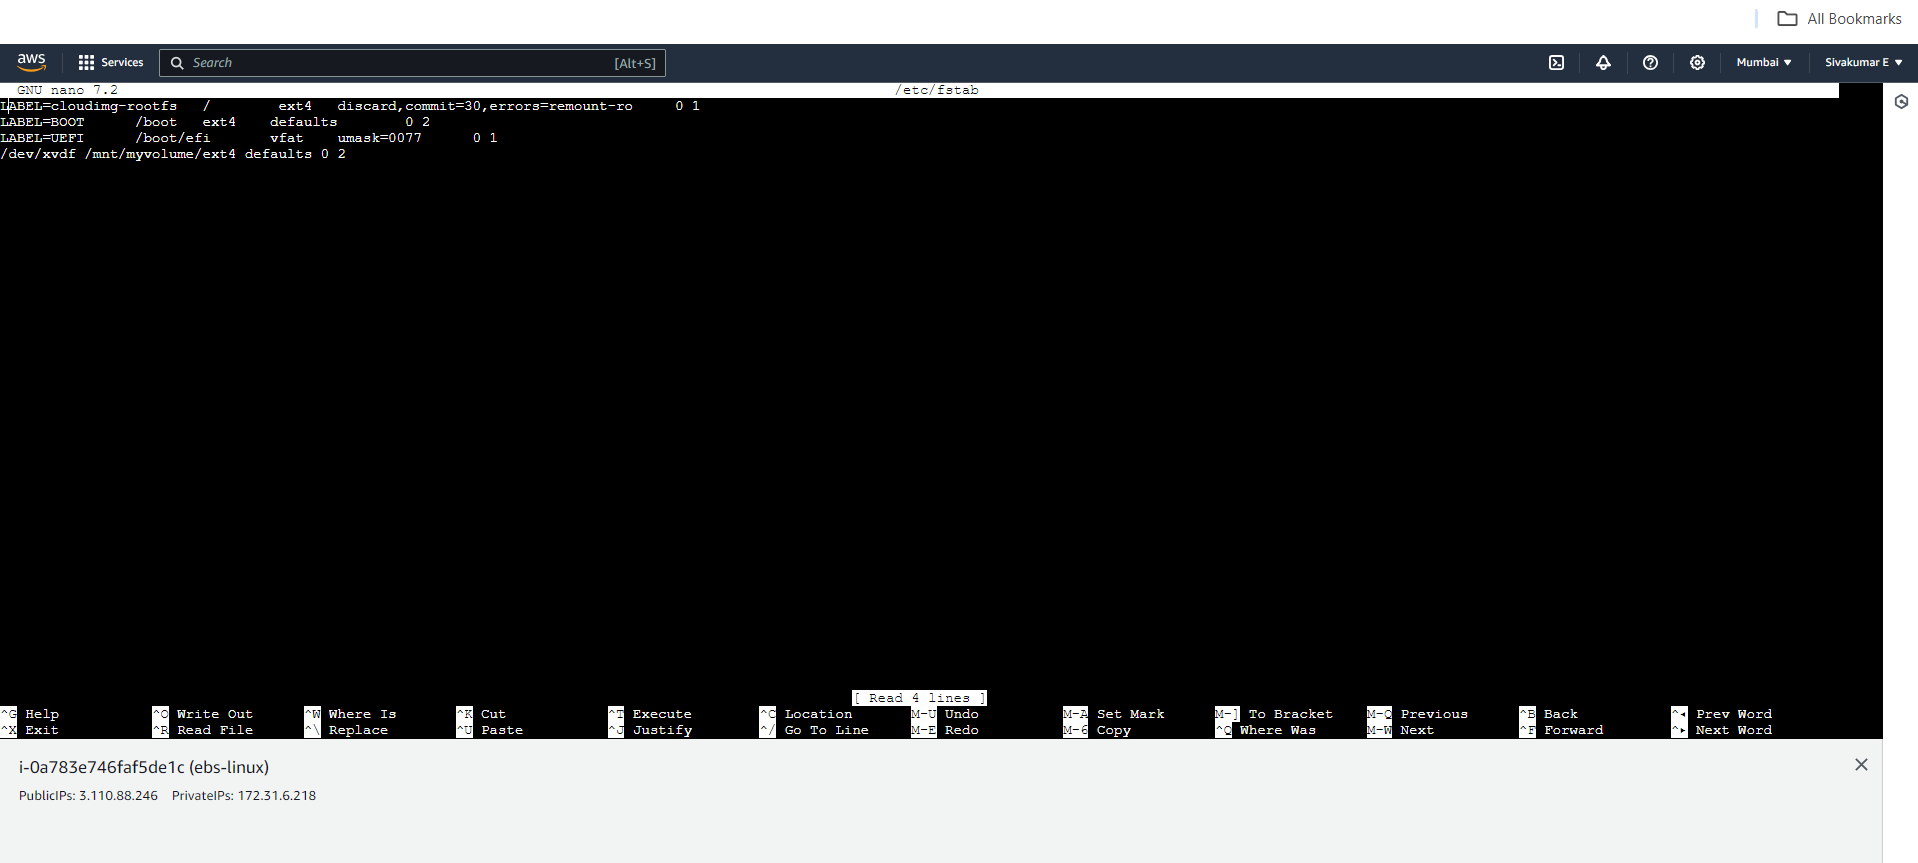 All Bookmarks
aws Services Search [Alt+S] Mumbai Sivakumar E
GNU nano 7.2 /etc/fstab
LABEL=cloudimg-rootfs / ext4 discard,commit=30,errors=remount-ro 0 1
LABEL=BOOT /boot ext4 defaults 0 2
LABEL=UEFI /boot/efi vfat umask=0077 0 1
/dev/xvdf /mnt/myvolume/ext4 defaults 0 2
[ Read 4 lines ]
^G Help ^O Write Out ^W Where Is ^K Cut ^T Execute ^C Location M-U Undo M-A Set Mark M-] To Bracket M-Q Previous ^B Back ^◂ Prev Word
^X Exit ^R Read File ^\ Replace ^U Paste ^J Justify ^/ Go To Line M-E Redo M-6 Copy ^Q Where Was M-W Next ^F Forward ^▸ Next Word
i-0a783e746faf5de1c (ebs-linux)
PublicIPs: 3.110.88.246 PrivateIPs: 172.31.6.218